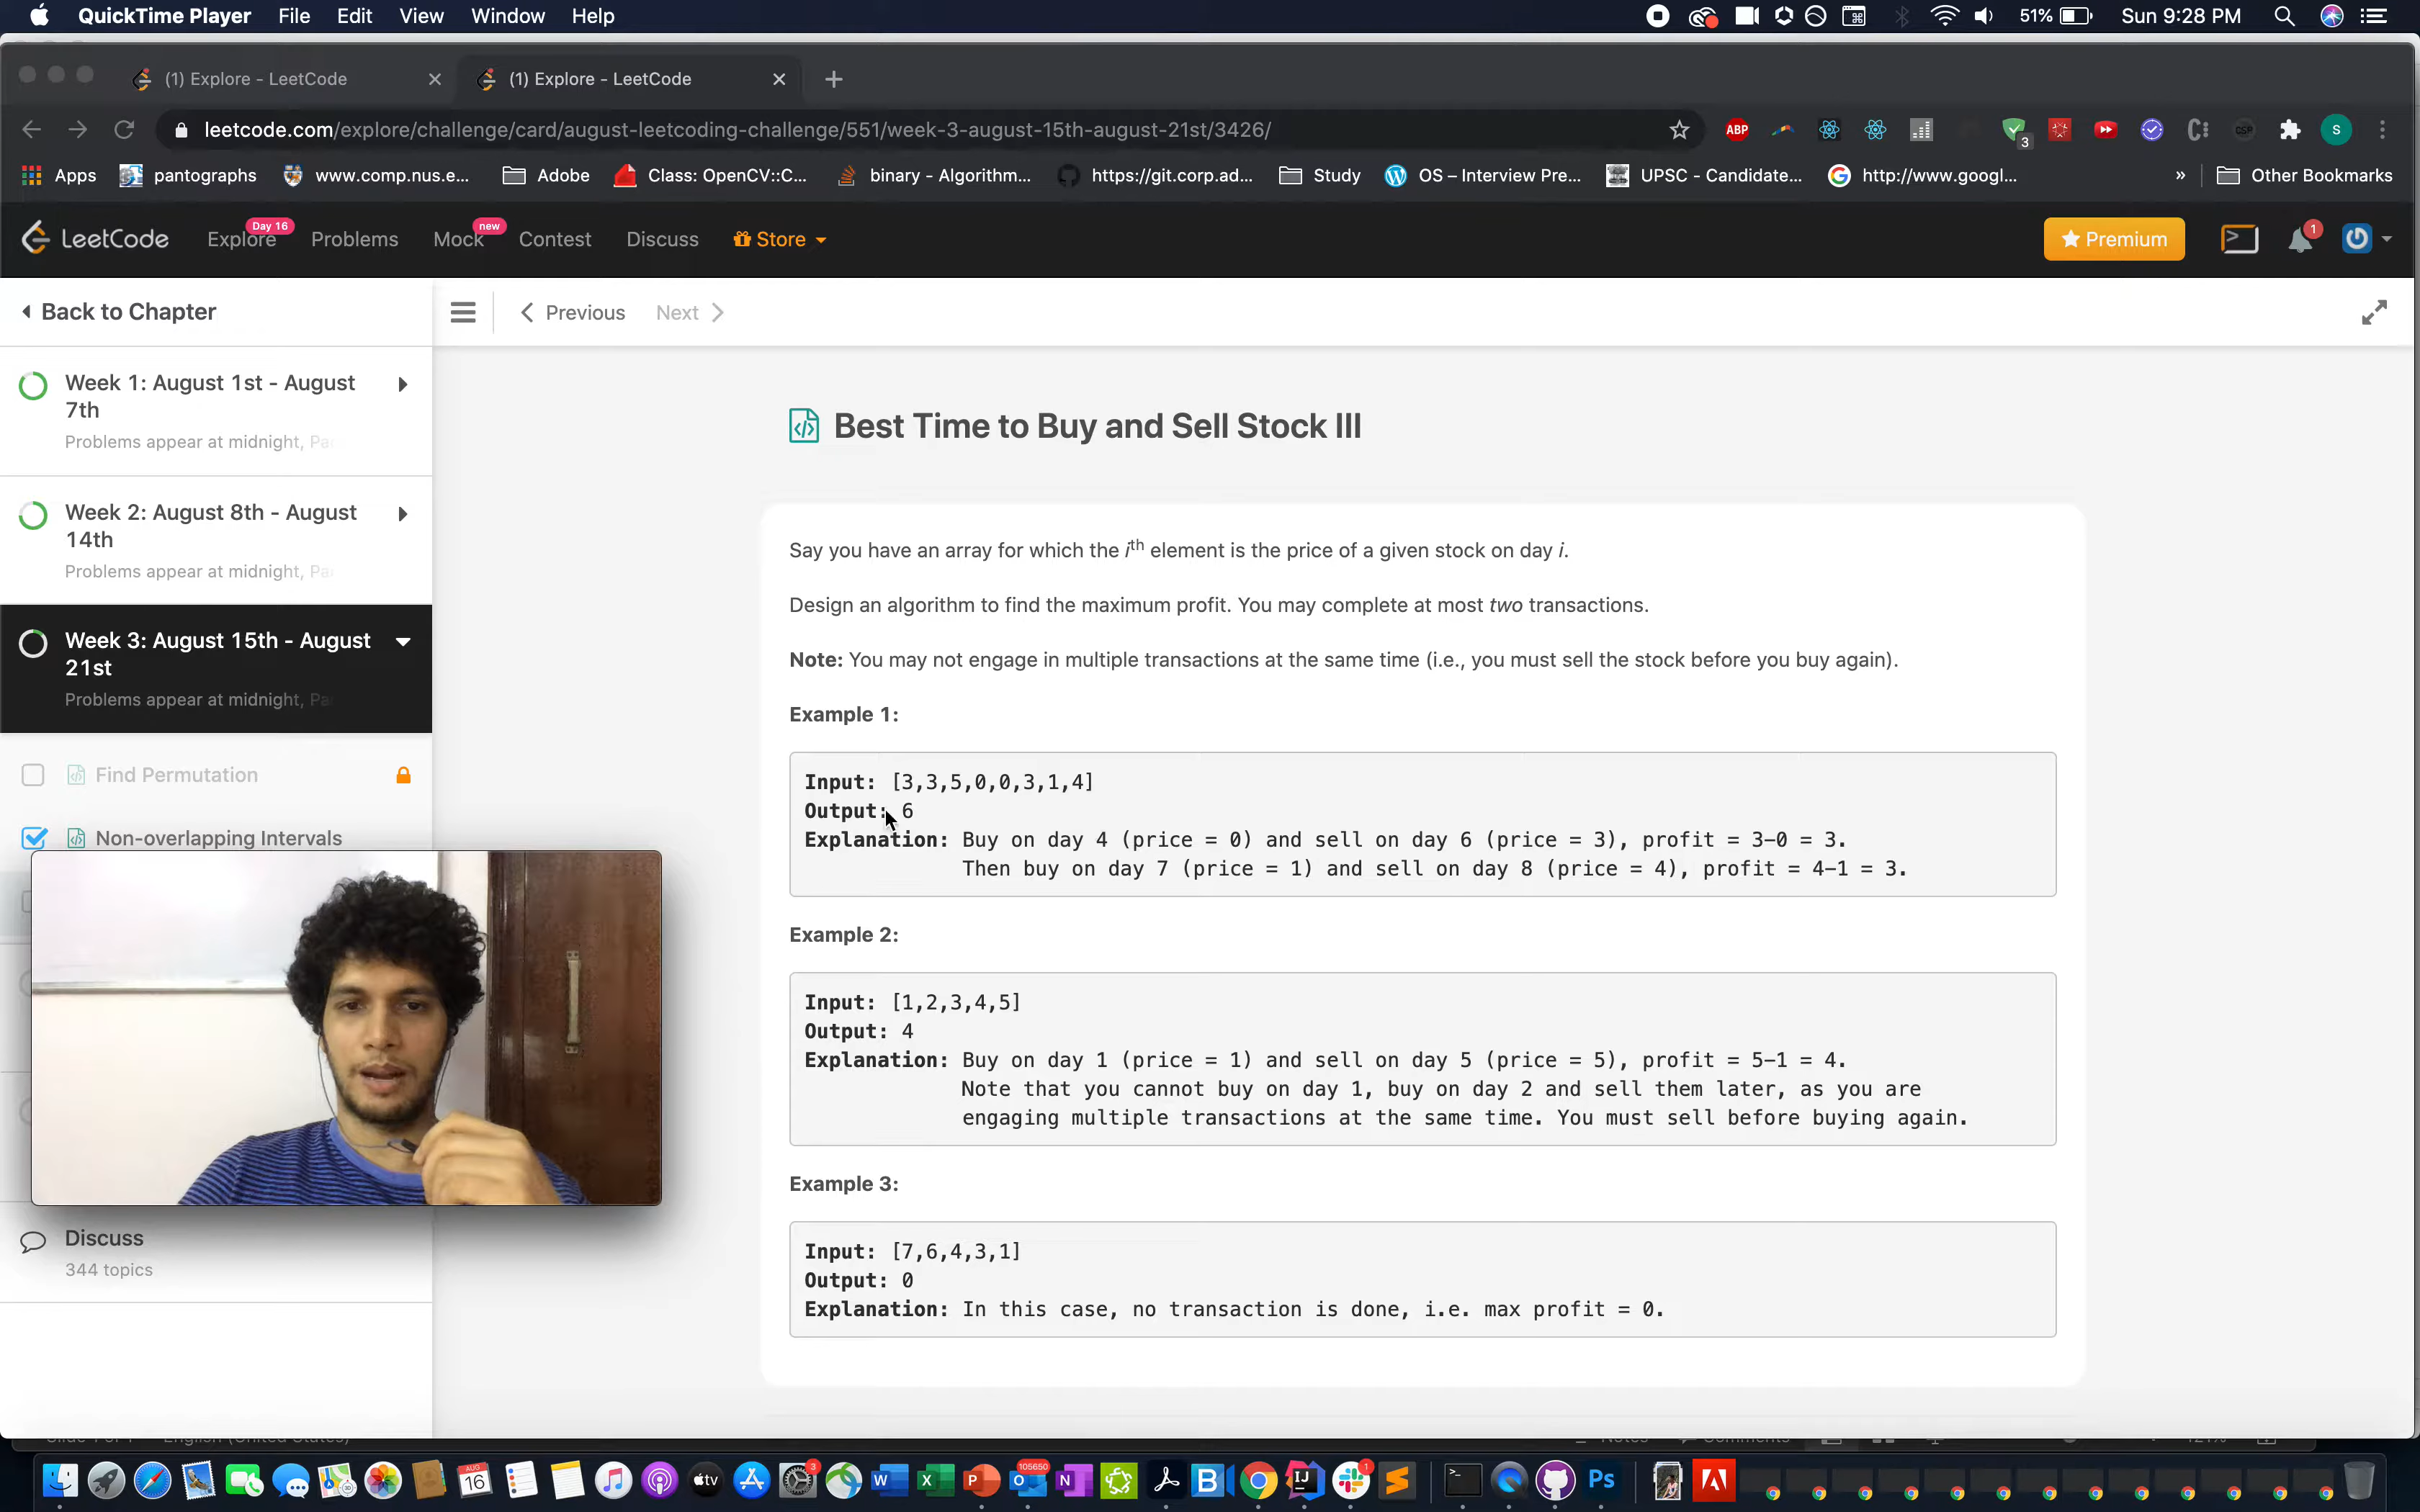 QuickTime Player File Edit View Window Help 51% Sun 9:28 PM
(1) Explore - LeetCode (1) Explore - LeetCode
leetcode.com/explore/challenge/card/august-leetcoding-challenge/551/week-3-august-15th-august-21st/3426/ ABP 3 CSP S
Apps pantographs www.comp.nus.e... Adobe Class: OpenCV::C... binary - Algorithm... https://git.corp.ad... Study OS – Interview Pre... UPSC - Candidate... http://www.googl... » Other Bookmarks
LeetCode Explore Day 16 Problems Mock new Contest Discuss Store Premium 1
Back to Chapter
Previous Next
Week 1: August 1st - August
7th
Problems appear at midnight,
Week 2: August 8th - August
14th
Problems appear at midnight,
Week 3: August 15th - August
21st
Problems appear at midnight,
Find Permutation
Non-overlapping Intervals
Discuss
344 topics
Best Time to Buy and Sell Stock III
Say you have an array for which the ith element is the price of a given stock on day i.
Design an algorithm to find the maximum profit. You may complete at most two transactions.
Note: You may not engage in multiple transactions at the same time (i.e., you must sell the stock before you buy again).
Example 1:
Input: [3,3,5,0,0,3,1,4]
Output: 6
Explanation: Buy on day 4 (price = 0) and sell on day 6 (price = 3), profit = 3-0 = 3.
Then buy on day 7 (price = 1) and sell on day 8 (price = 4), profit = 4-1 = 3.
Example 2:
Input: [1,2,3,4,5]
Output: 4
Explanation: Buy on day 1 (price = 1) and sell on day 5 (price = 5), profit = 5-1 = 4.
Note that you cannot buy on day 1, buy on day 2 and sell them later, as you are
engaging multiple transactions at the same time. You must sell before buying again.
Example 3:
Input: [7,6,4,3,1]
Output: 0
Explanation: In this case, no transaction is done, i.e. max profit = 0.
AUG 16 tv 3 W X P 105650 O N B IJ 1 Ps